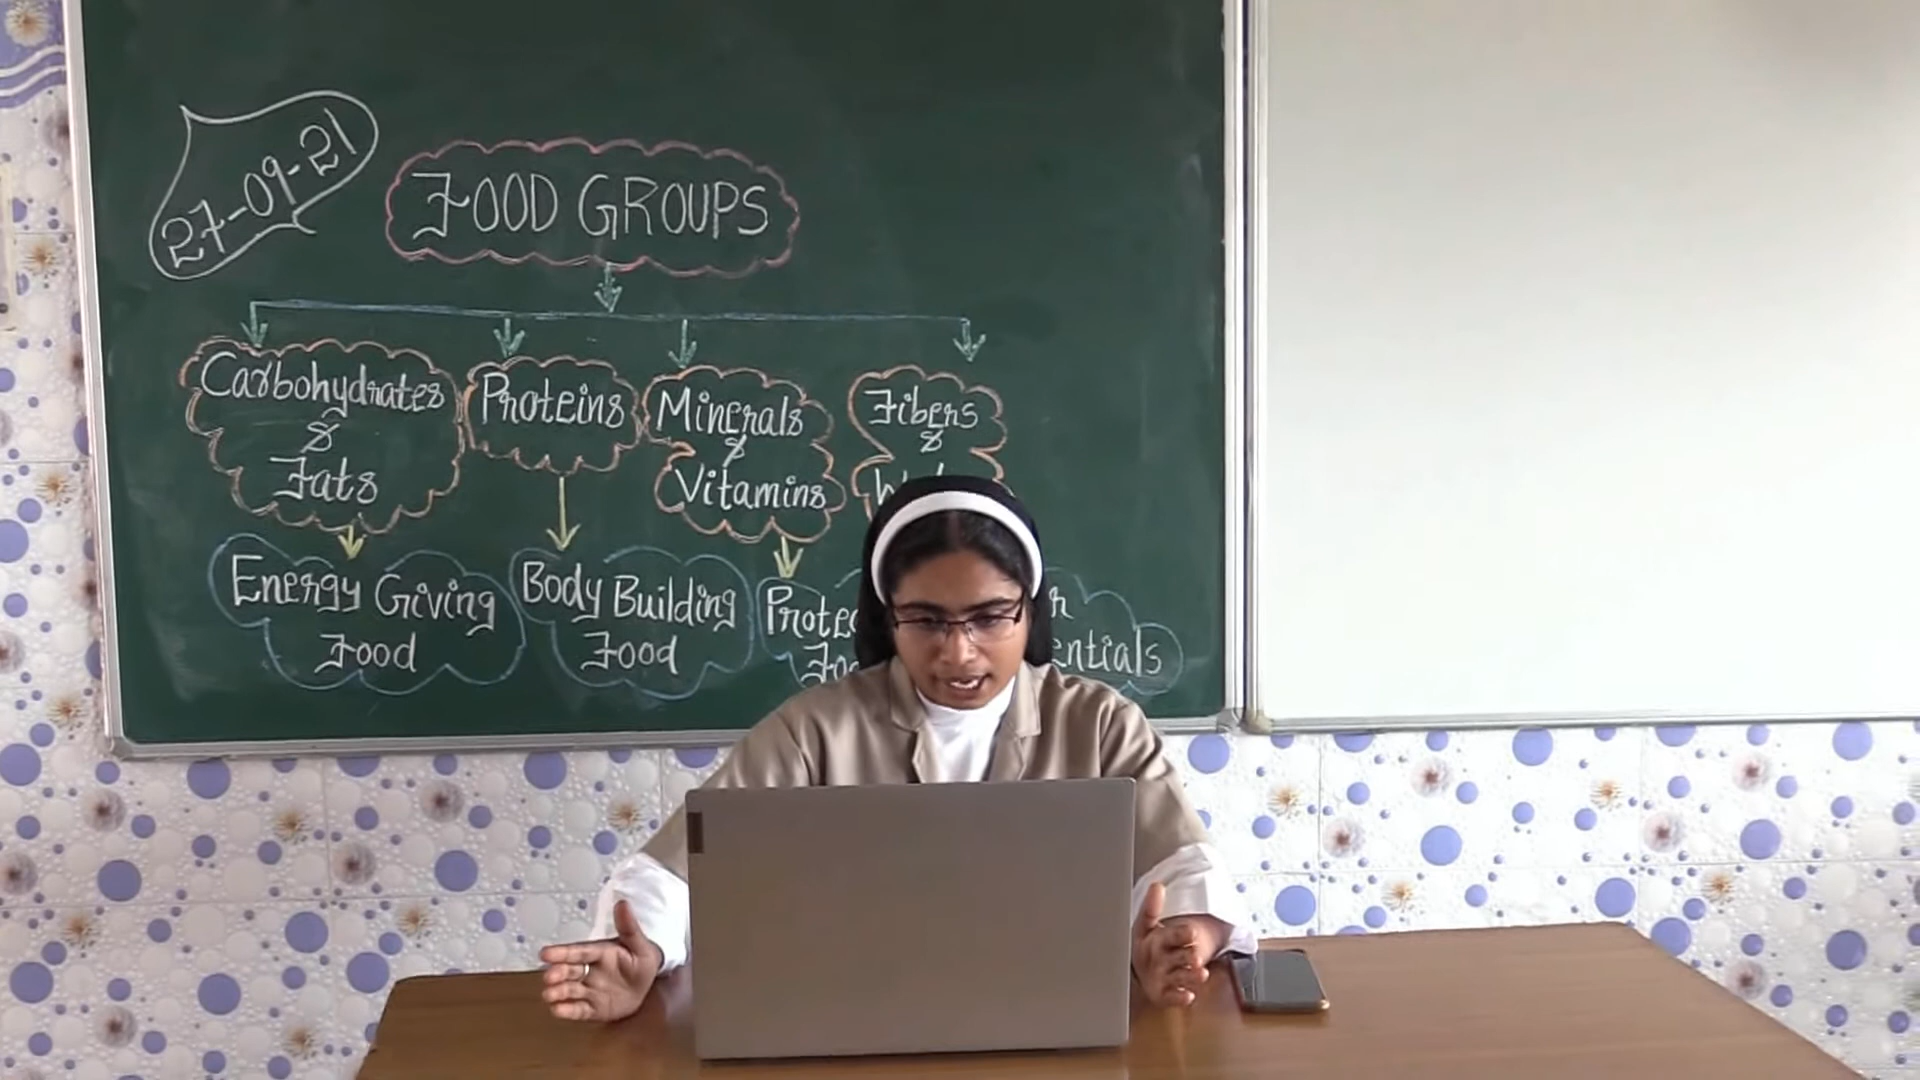 27-09-21
FOOD GROUPS
Carbohydrates
&
Fats
Proteins
Minerals
&
Vitamins
Fibers
&
Energy Giving
Food
Body Building
Food